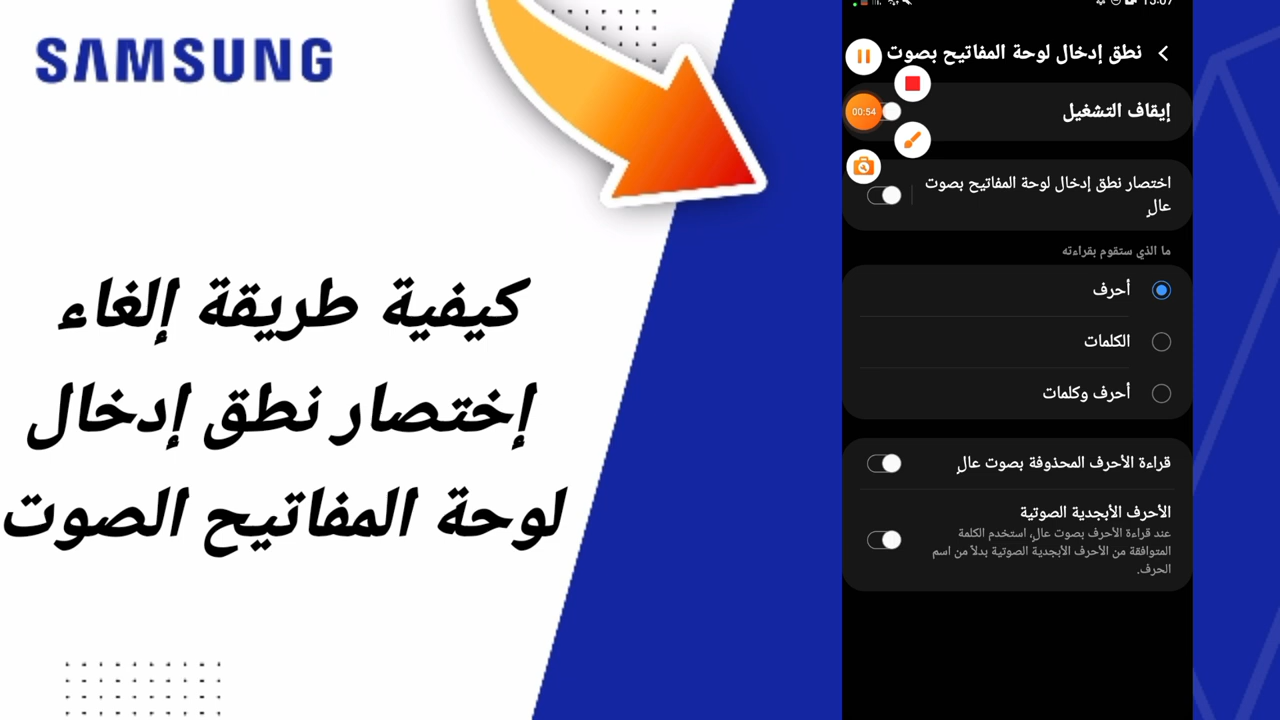 SAMSUNG
كيفية طريقة إلغاء
إختصار نطق إدخال
لوحة المفاتيح الصوت
نطق إدخال لوحة المفاتيح بصوت
00:54
إيقاف التشغيل
اختصار نطق إدخال لوحة المفاتيح بصوت
عالٍ
ما الذي ستقوم بقراءته
أحرف
الكلمات
أحرف وكلمات
قراءة الأحرف المحذوفة بصوت عالٍ
الأحرف الأبجدية الصوتية
عند قراءة الأحرف بصوت عالٍ، استخدم الكلمة
المتوافقة من الأحرف الأبجدية الصوتية بدلاً من اسم
الحرف.